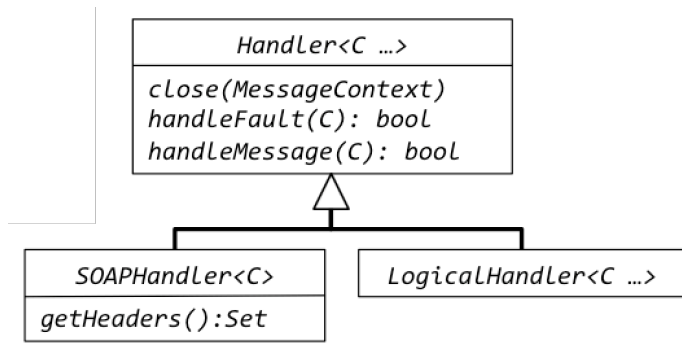 Handler<C …>
close(MessageContext)
handleFault(C): bool
handleMessage(C): bool
SOAPHandler<C>
getHeaders():Set
LogicalHandler<C …>